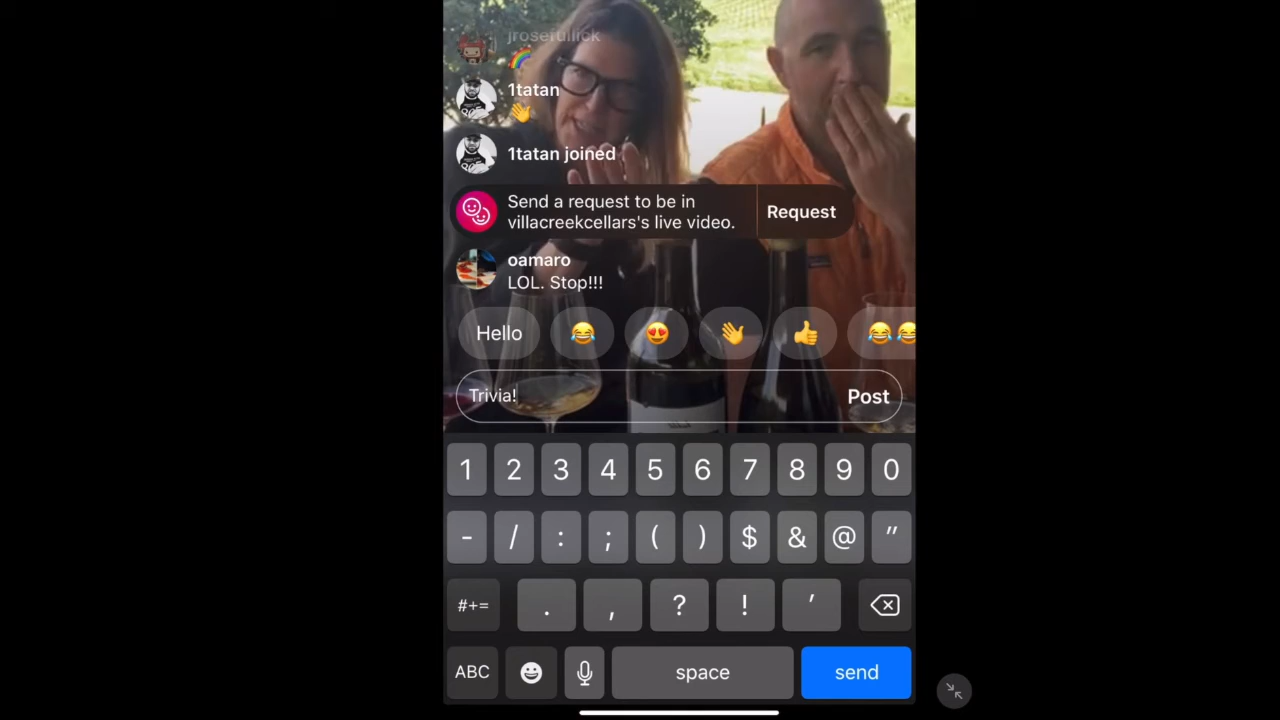 jrosefullick
🌈
1tatan
👋
1tatan joined
Send a request to be in
villacreekcellars's live video.
Request
oamaro
LOL. Stop!!!
Hello 😂 😍 👋 👍 😂😂
Trivia!
Post
1 2 3 4 5 6 7 8 9 0
- / : ; ( ) $ & @ "
#+= . , ? ! '
ABC space send